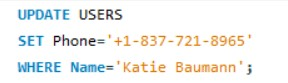 UPDATE USERS
SET Phone='+1-837-721-8965'
WHERE Name='Katie Baumann';